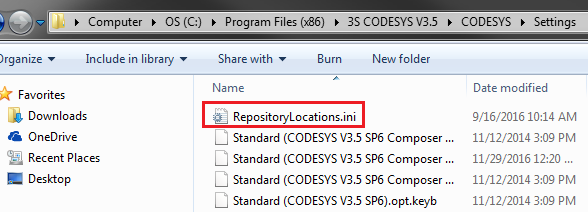 Computer ▸ OS (C:) ▸ Program Files (x86) ▸ 3S CODESYS V3.5 ▸ CODESYS ▸ Settings
Organize Include in library Share with Burn New folder
Favorites
Downloads
OneDrive
Recent Places
Desktop
Name Date modified
RepositoryLocations.ini 9/16/2016 10:14 AM
Standard (CODESYS V3.5 SP6 Composer ... 11/12/2014 3:09 PM
Standard (CODESYS V3.5 SP6 Composer ... 11/29/2016 12:20 ...
Standard (CODESYS V3.5 SP6 Composer ... 11/12/2014 3:09 PM
Standard (CODESYS V3.5 SP6).opt.keyb 11/12/2014 3:09 PM